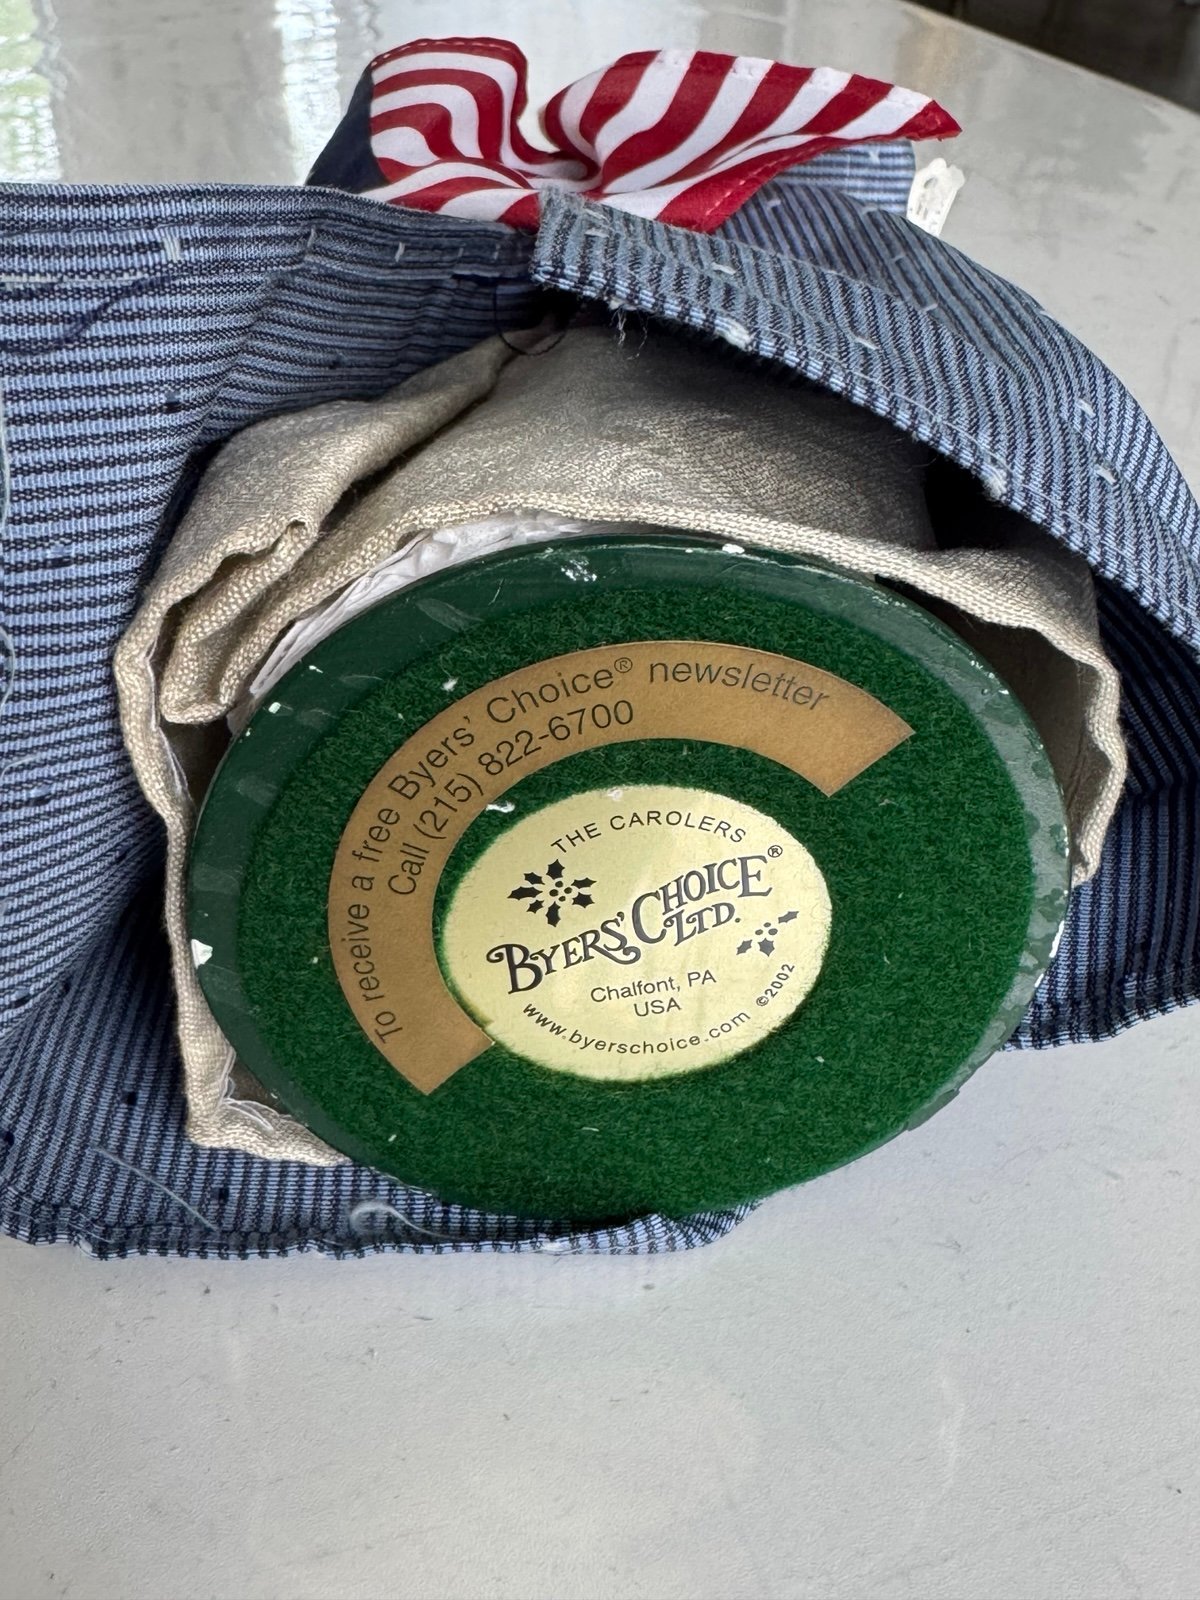 To receive a free Byers' Choice® newsletter
Call (215) 822-6700
THE CAROLERS
BYERS' CHOICE®
LTD.
Chalfont, PA
USA
www.byerschoice.com ©2002